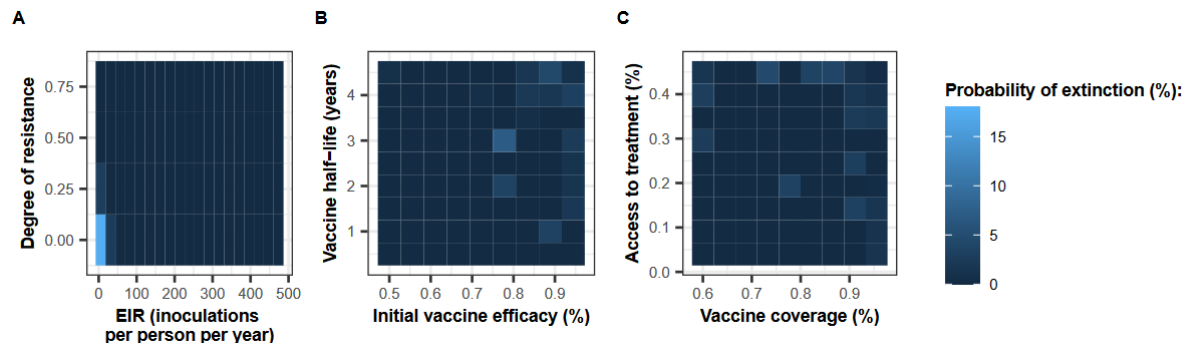 A
B
C
Degree of resistance
0.75
0.50
0.25
0.00
0
100
200
300
400
500
EIR (inoculations
per person per year)
Vaccine half−life (years)
4
3
2
1
0.5
0.6
0.7
0.8
0.9
Initial vaccine efficacy (%)
Access to treatment (%)
0.4
0.3
0.2
0.1
0.0
0.6
0.7
0.8
0.9
Vaccine coverage (%)
Probability of extinction (%):
15
10
5
0